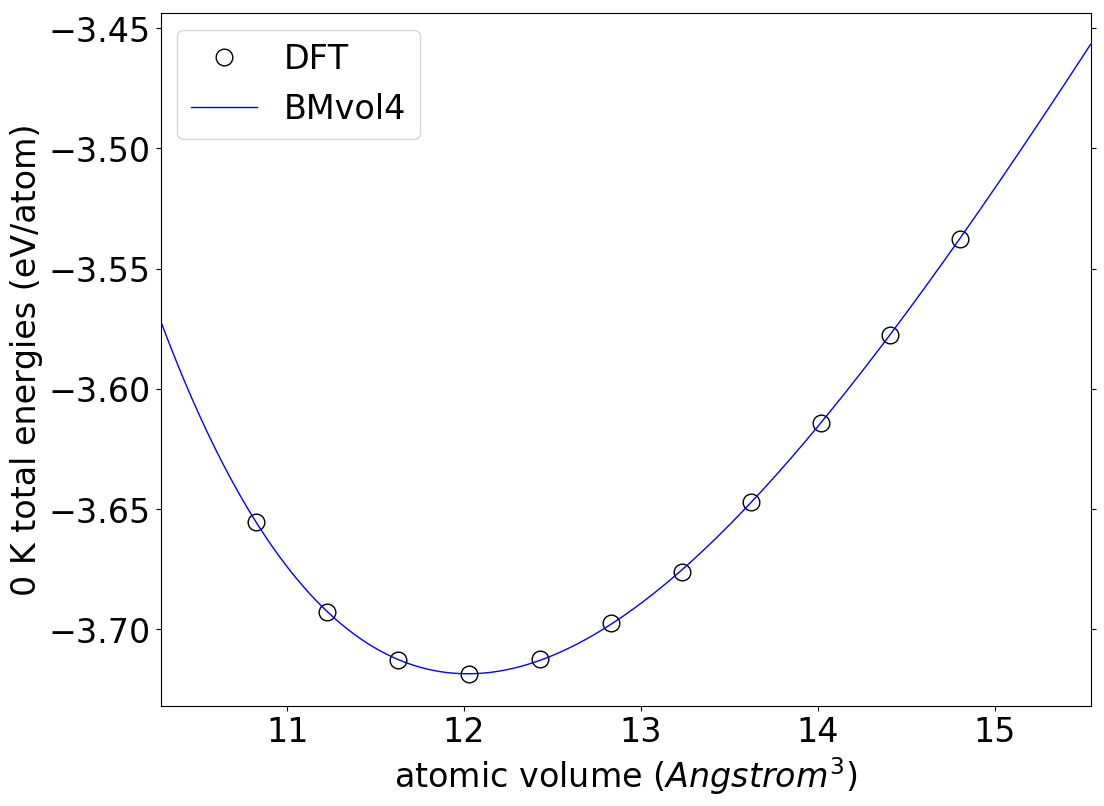 DFT
BMvol4
0 K total energies (eV/atom)
−3.45
−3.50
−3.55
−3.60
−3.65
−3.70
11 12 13 14 15
atomic volume (Angstrom³)